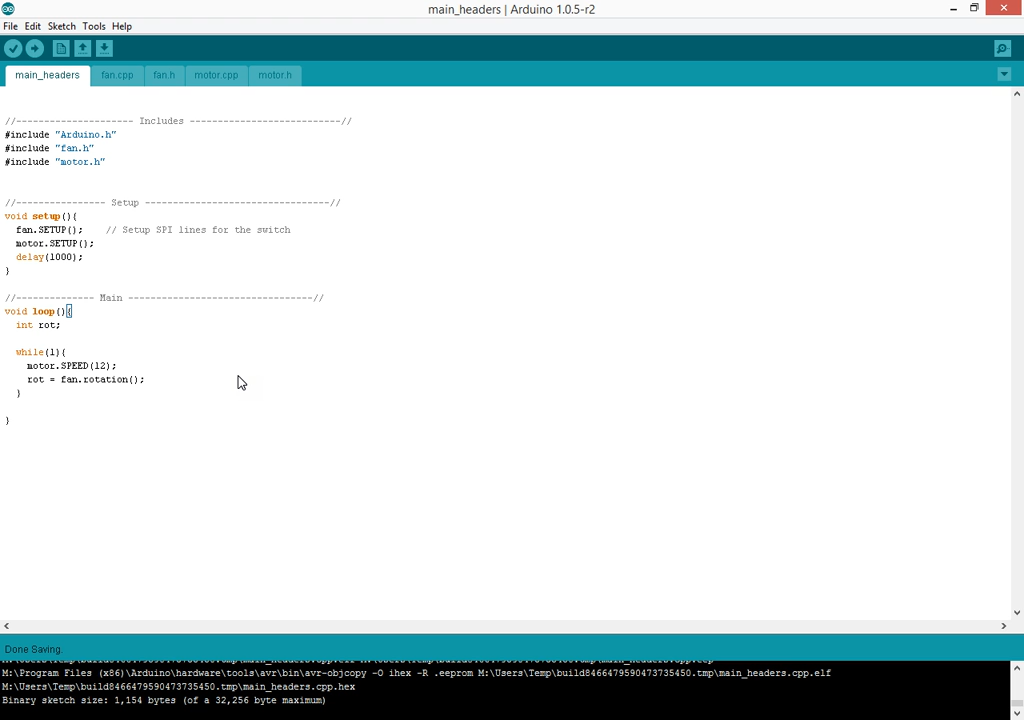 main_headers | Arduino 1.0.5-r2
File Edit Sketch Tools Help
main_headers fan.cpp fan.h motor.cpp motor.h
//--------------------- Includes ---------------------------//
#include "Arduino.h"
#include "fan.h"
#include "motor.h"
//---------------- Setup ---------------------------------//
void setup(){
fan.SETUP(); // Setup SPI lines for the switch
motor.SETUP();
delay(1000);
}
//-------------- Main ---------------------------------//
void loop(){
int rot;
while(1){
motor.SPEED(12);
rot = fan.rotation();
}
}
Done Saving.
M:\Program Files (x86)\Arduino\hardware\tools\avr\bin\avr-objcopy -O ihex -R .eeprom M:\Users\Temp\build8466479590473735450.tmp\main_headers.cpp.elf
M:\Users\Temp\build8466479590473735450.tmp\main_headers.cpp.hex
Binary sketch size: 1,154 bytes (of a 32,256 byte maximum)